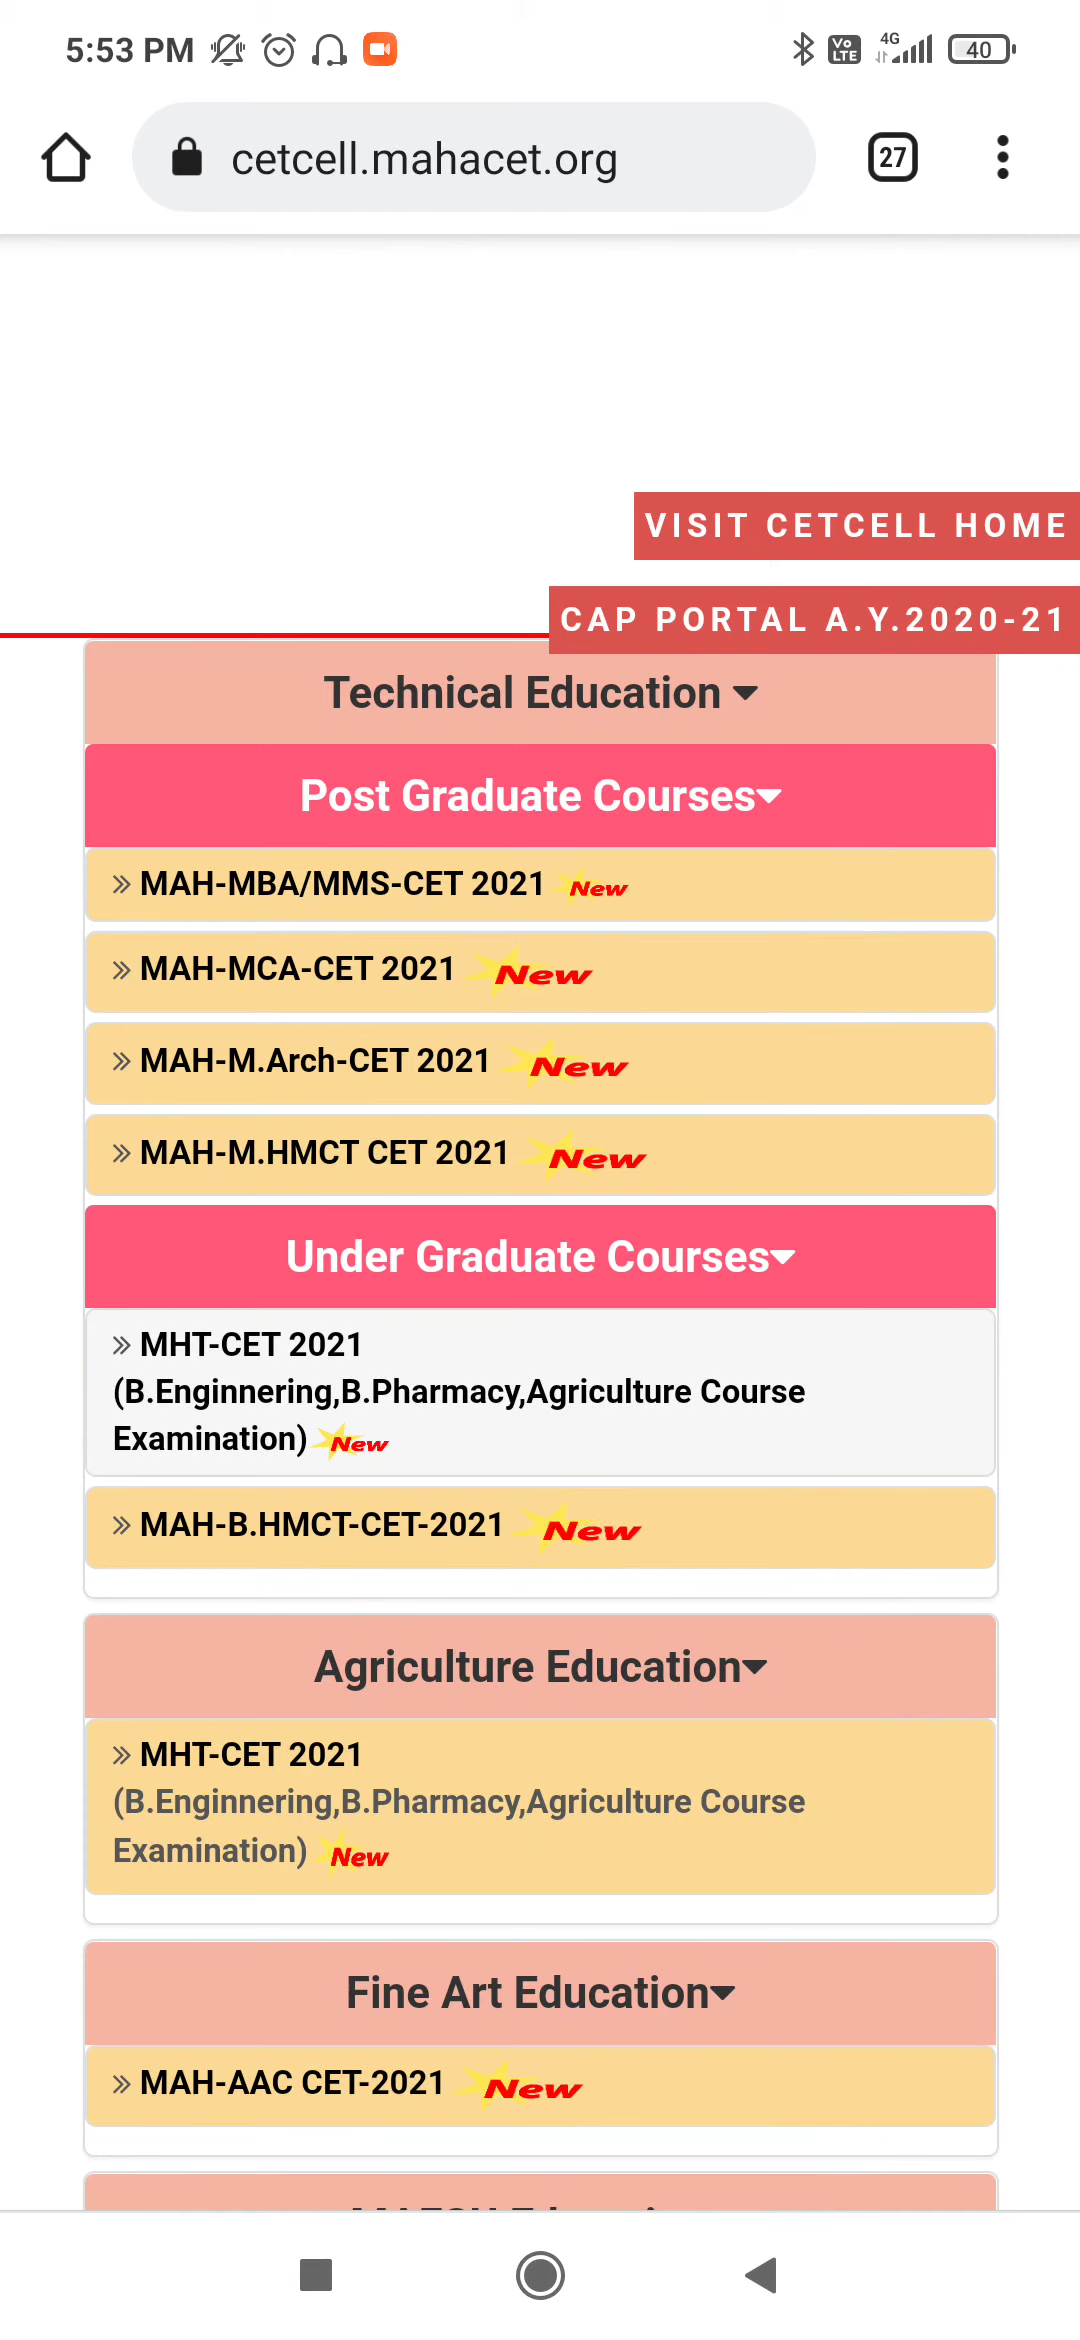 5:53 PM
4G
Vo LTE
40
cetcell.mahacet.org
27
VISIT CETCELL HOME
CAP PORTAL A.Y.2020-21
Technical Education
Post Graduate Courses
» MAH-MBA/MMS-CET 2021 New
» MAH-MCA-CET 2021 New
» MAH-M.Arch-CET 2021 New
» MAH-M.HMCT CET 2021 New
Under Graduate Courses
» MHT-CET 2021
(B.Enginnering,B.Pharmacy,Agriculture Course
Examination) New
» MAH-B.HMCT-CET-2021 New
Agriculture Education
» MHT-CET 2021
(B.Enginnering,B.Pharmacy,Agriculture Course
Examination) New
Fine Art Education
» MAH-AAC CET-2021 New